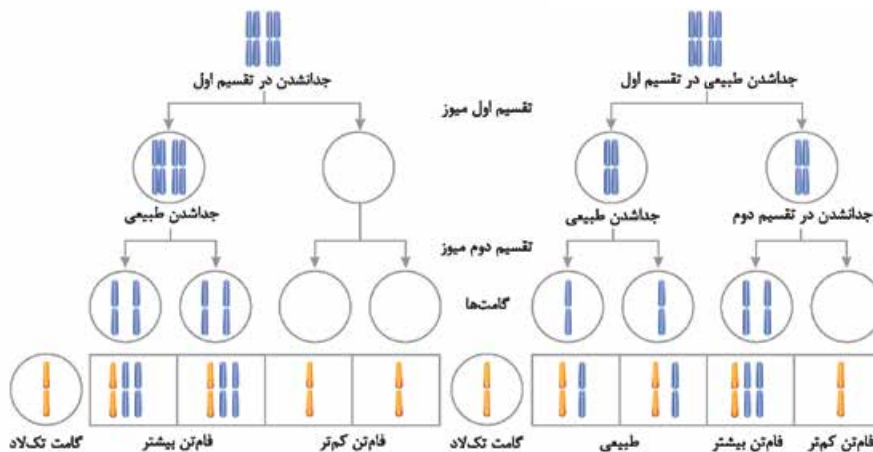 جداشدن طبیعی در تقسیم اول
جدانشدن در تقسیم اول
تقسیم اول میوز
جدانشدن در تقسیم دوم
جداشدن طبیعی
جداشدن طبیعی
تقسیم دوم میوز
گامت‌ها
فام‌تن کم‌تر
فام‌تن بیشتر
طبیعی
گامت تک‌لاد
فام‌تن کم‌تر
فام‌تن بیشتر
گامت تک‌لاد